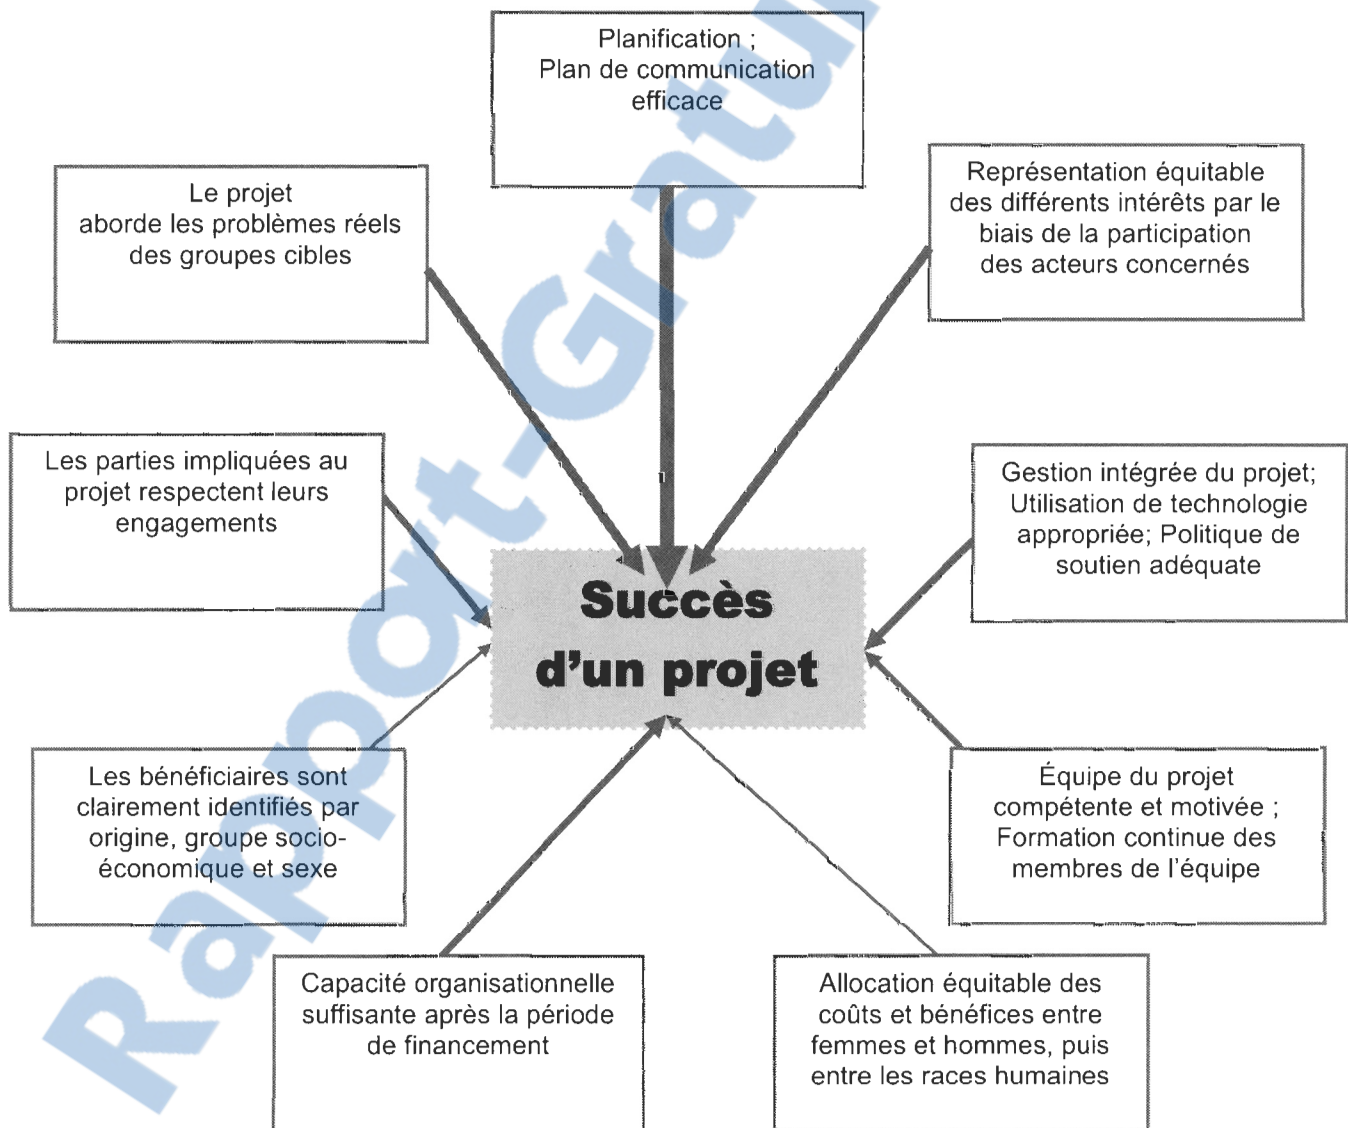 Planification ;
Plan de communication
efficace
Le projet
aborde les problèmes réels
des groupes cibles
Représentation équitable
des différents intérêts par le
biais de la participation
des acteurs concernés
Les parties impliquées au
projet respectent leurs
engagements
Gestion intégrée du projet;
Utilisation de technologie
appropriée; Politique de
soutien adéquate
Succès
d'un projet
Les bénéficiaires sont
clairement identifiés par
origine, groupe socio-
économique et sexe
Équipe du projet
compétente et motivée ;
Formation continue des
membres de l'équipe
Capacité organisationnelle
suffisante après la période
de financement
Allocation équitable des
coûts et bénéfices entre
femmes et hommes, puis
entre les races humaines
Rapport-Gratui